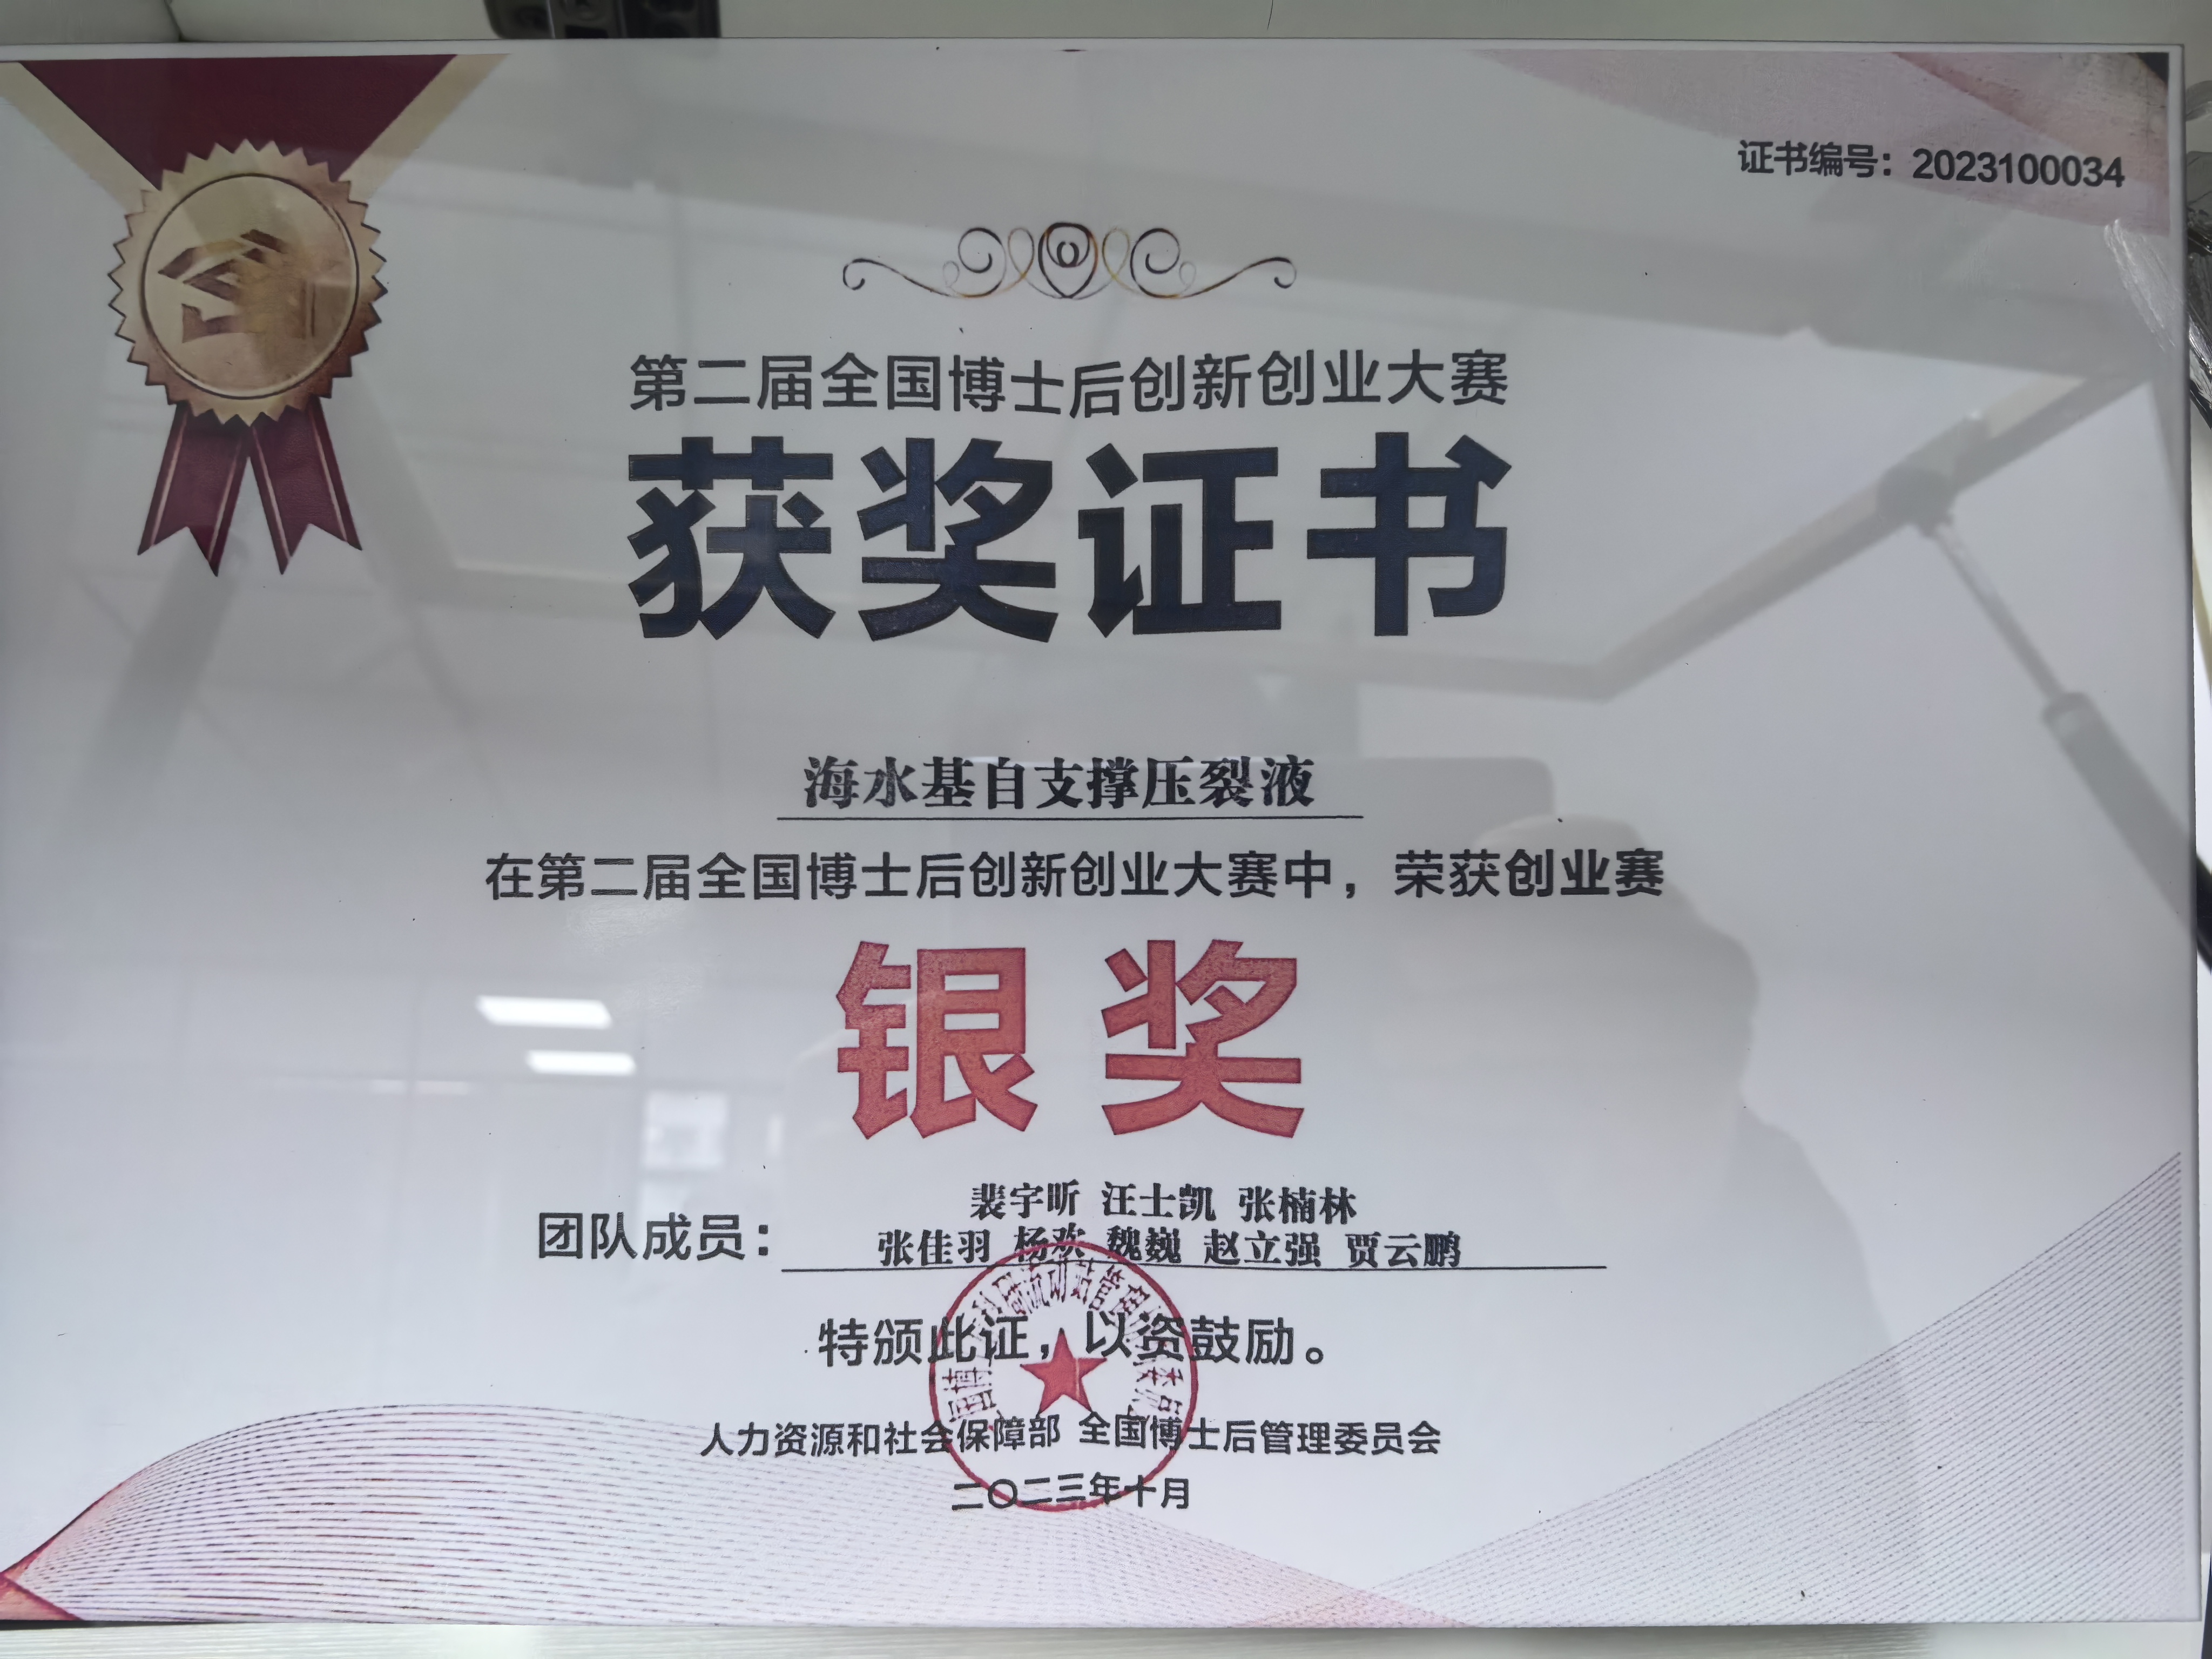 证书编号：2023100034
第二届全国博士后创新创业大赛
获奖证书
海水基自支撑压裂液
在第二届全国博士后创新创业大赛中，荣获创业赛
银奖
裴宇昕 汪士凯 张楠林
团队成员：
张佳羽 杨欢 魏巍 赵立强 贾云鹏
特颁此证，以资鼓励。
人力资源和社会保障部 全国博士后管理委员会
二〇二三年十月